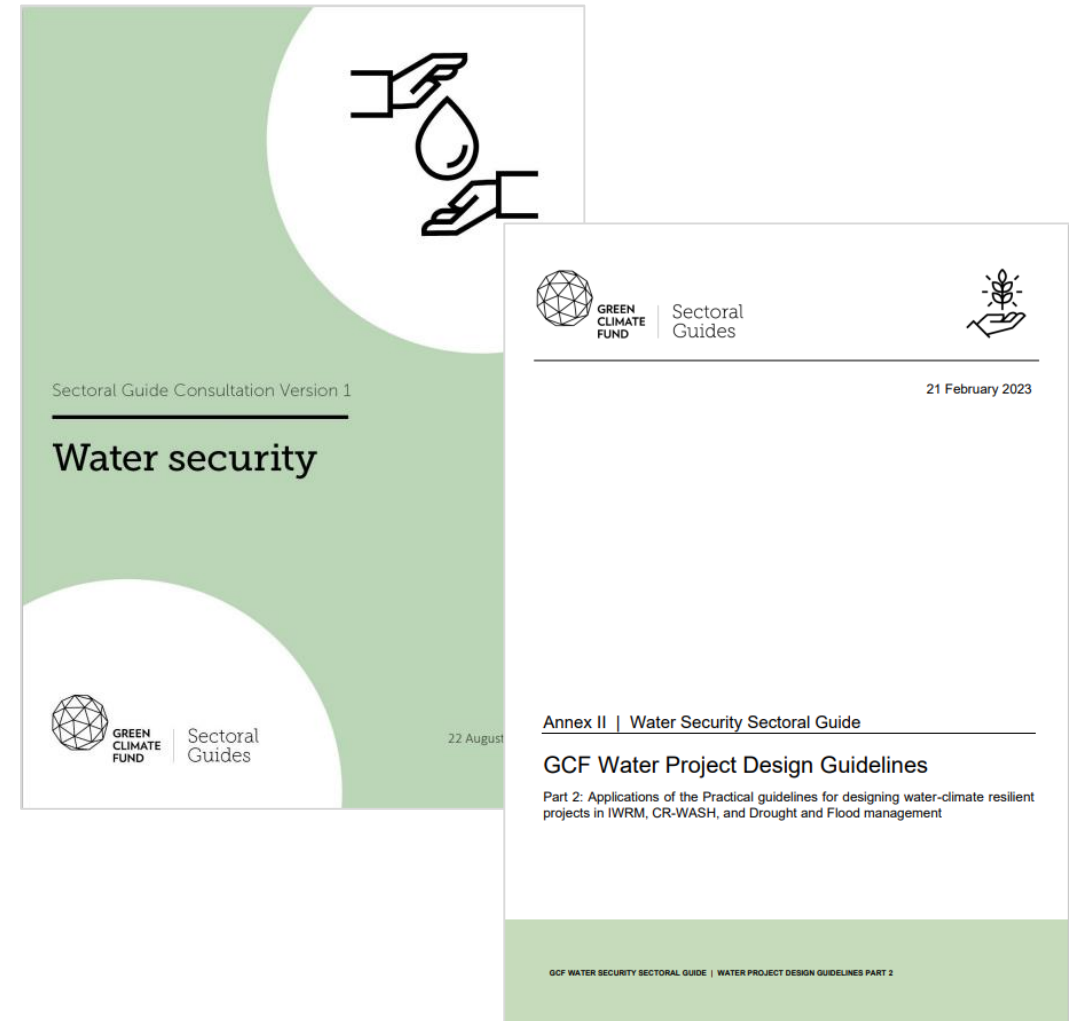 Sectoral Guide Consultation Version 1
Water security
GREEN
CLIMATE
FUND
Sectoral
Guides
22 August
GREEN
CLIMATE
FUND
Sectoral
Guides
21 February 2023
Annex II | Water Security Sectoral Guide
GCF Water Project Design Guidelines
Part 2: Applications of the Practical guidelines for designing water-climate resilient
projects in IWRM, CR-WASH, and Drought and Flood management
GCF WATER SECURITY SECTORAL GUIDE | WATER PROJECT DESIGN GUIDELINES PART 2